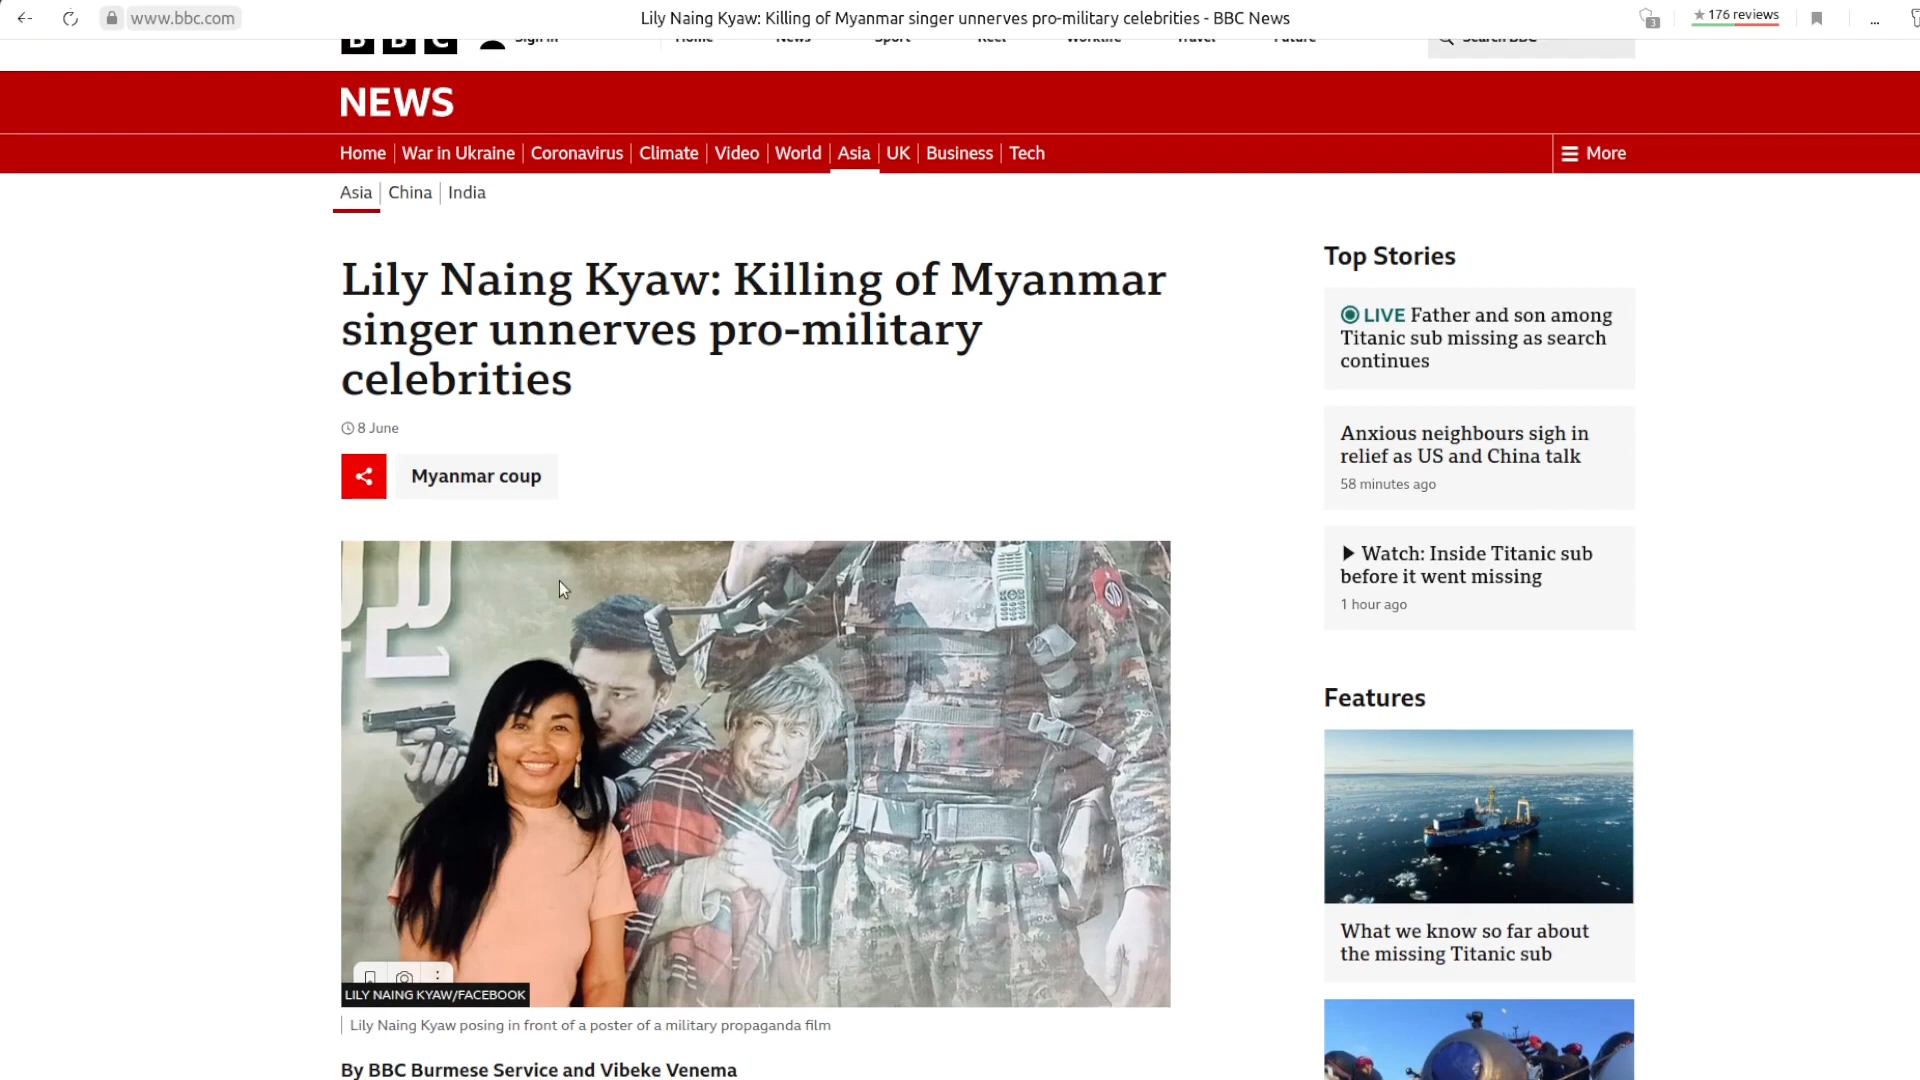 www.bbc.com
Lily Naing Kyaw: Killing of Myanmar singer unnerves pro-military celebrities - BBC News
3
★ 176 reviews
...
BBC
Sign in
Home
News
Sport
Reel
Worklife
Travel
Future
Search BBC
NEWS
Home
War in Ukraine
Coronavirus
Climate
Video
World
Asia
UK
Business
Tech
More
Asia
China
India
Lily Naing Kyaw: Killing of Myanmar
singer unnerves pro-military
celebrities
8 June
Myanmar coup
LILY NAING KYAW/FACEBOOK
Lily Naing Kyaw posing in front of a poster of a military propaganda film
By BBC Burmese Service and Vibeke Venema
Top Stories
LIVE Father and son among
Titanic sub missing as search
continues
Anxious neighbours sigh in
relief as US and China talk
58 minutes ago
Watch: Inside Titanic sub
before it went missing
1 hour ago
Features
What we know so far about
the missing Titanic sub